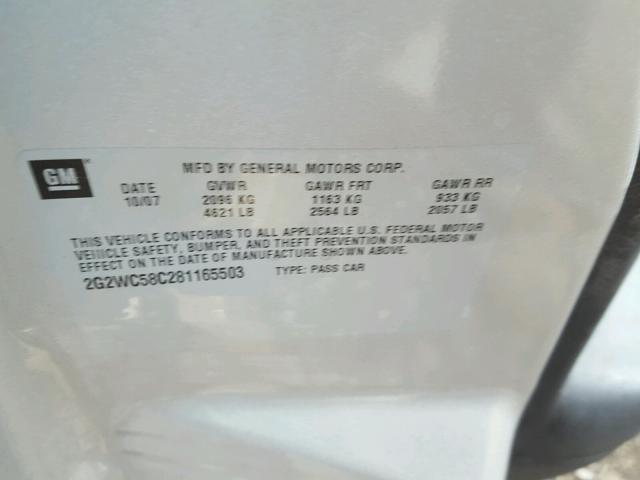 GM
MFD BY GENERAL MOTORS CORP.
DATE GVWR GAWR FRT GAWR RR
10/07 2096 KG 1163 KG 933 KG
4621 LB 2564 LB 2057 LB
THIS VEHICLE CONFORMS TO ALL APPLICABLE U.S. FEDERAL MOTOR
VEHICLE SAFETY, BUMPER, AND THEFT PREVENTION STANDARDS IN
EFFECT ON THE DATE OF MANUFACTURE SHOWN ABOVE.
2G2WC58C281165503 TYPE: PASS CAR